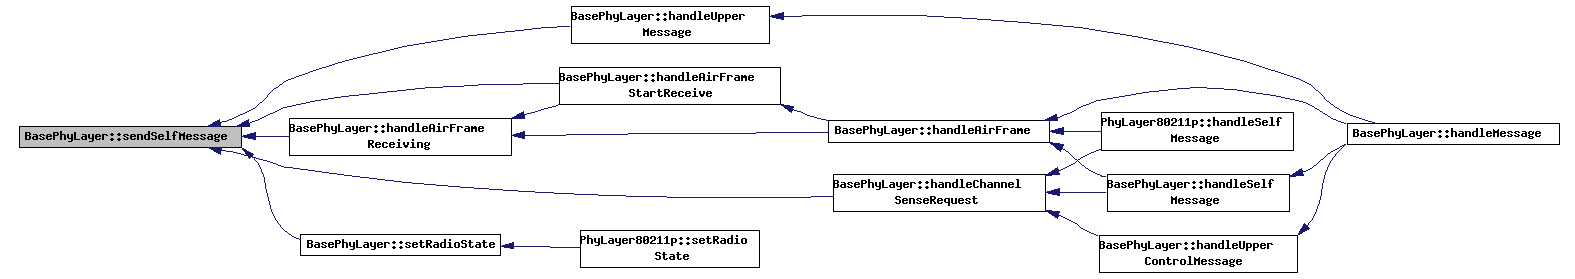 BasePhyLayer::handleUpper
Message
BasePhyLayer::handleAirFrame
StartReceive
BasePhyLayer::sendSelfMessage
BasePhyLayer::handleAirFrame
Receiving
BasePhyLayer::handleAirFrame
PhyLayer80211p::handleSelf
Message
BasePhyLayer::handleMessage
BasePhyLayer::handleChannel
SenseRequest
BasePhyLayer::handleSelf
Message
BasePhyLayer::setRadioState
PhyLayer80211p::setRadio
State
BasePhyLayer::handleUpper
ControlMessage